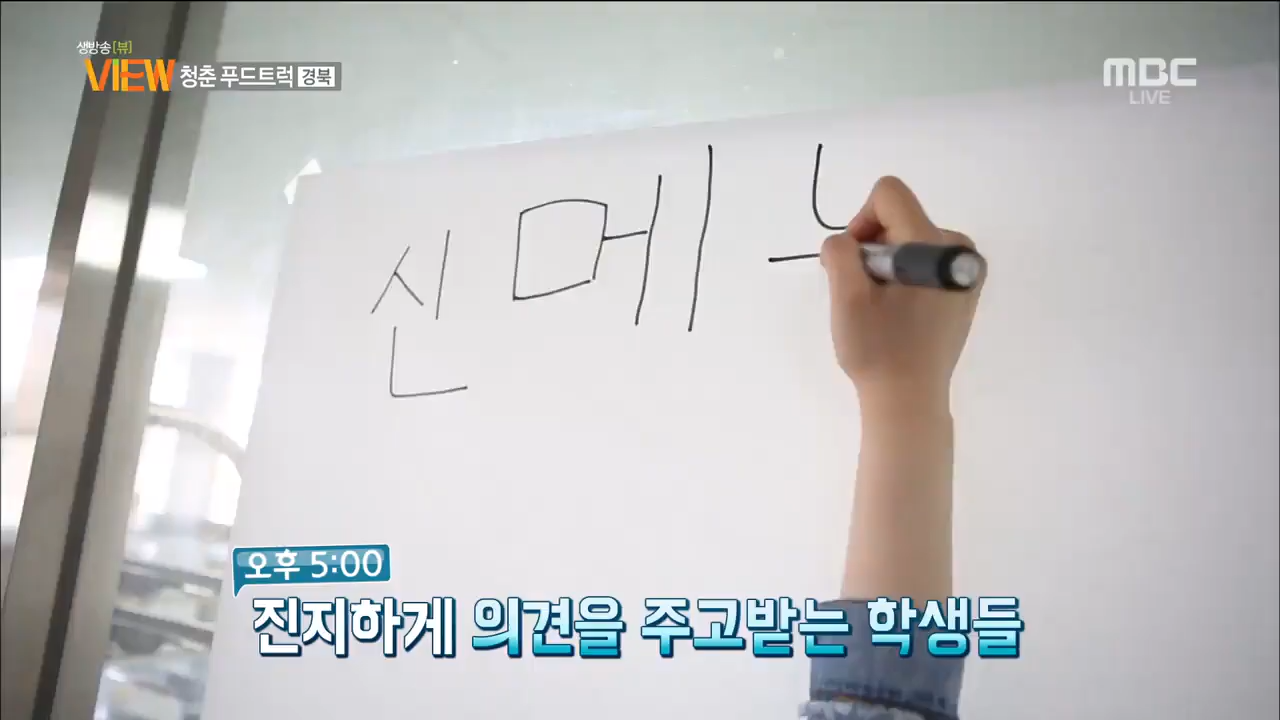 생방송[뷰]
VIEW 청춘 푸드트럭 경북
MBC
LIVE
신메
오후 5:00
진지하게 의견을 주고받는 학생들